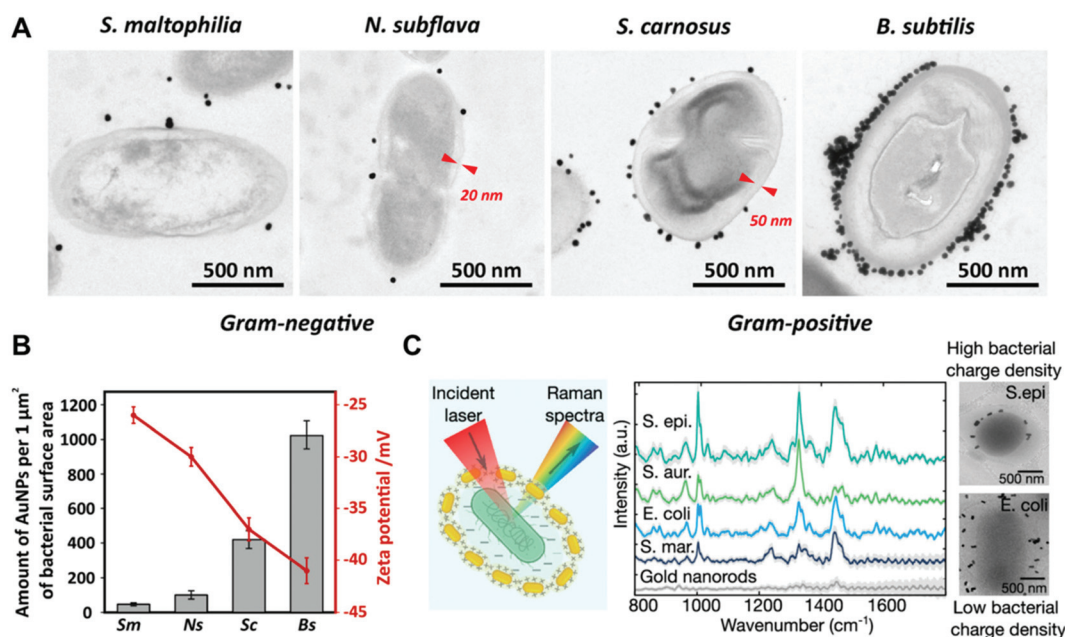 A
S. maltophilia
N. subflava
S. carnosus
B. subtilis
20 nm
50 nm
500 nm
500 nm
500 nm
500 nm
Gram-negative
Gram-positive
B
Amount of AuNPs per 1 μm²
of bacterial surface area
1200
1000
800
600
400
200
0
Sm
Ns
Sc
Bs
-25
-30
-35
-40
-45
Zeta potential /mV
C
Incident
laser
Raman
spectra
Intensity (a.u.)
S. epi.
S. aur.
E. coli
S. mar.
Gold nanorods
800
1000
1200
1400
1600
Wavenumber (cm⁻¹)
High bacterial
charge density
S.epi
500 nm
E. coli
500 nm
Low bacterial
charge density